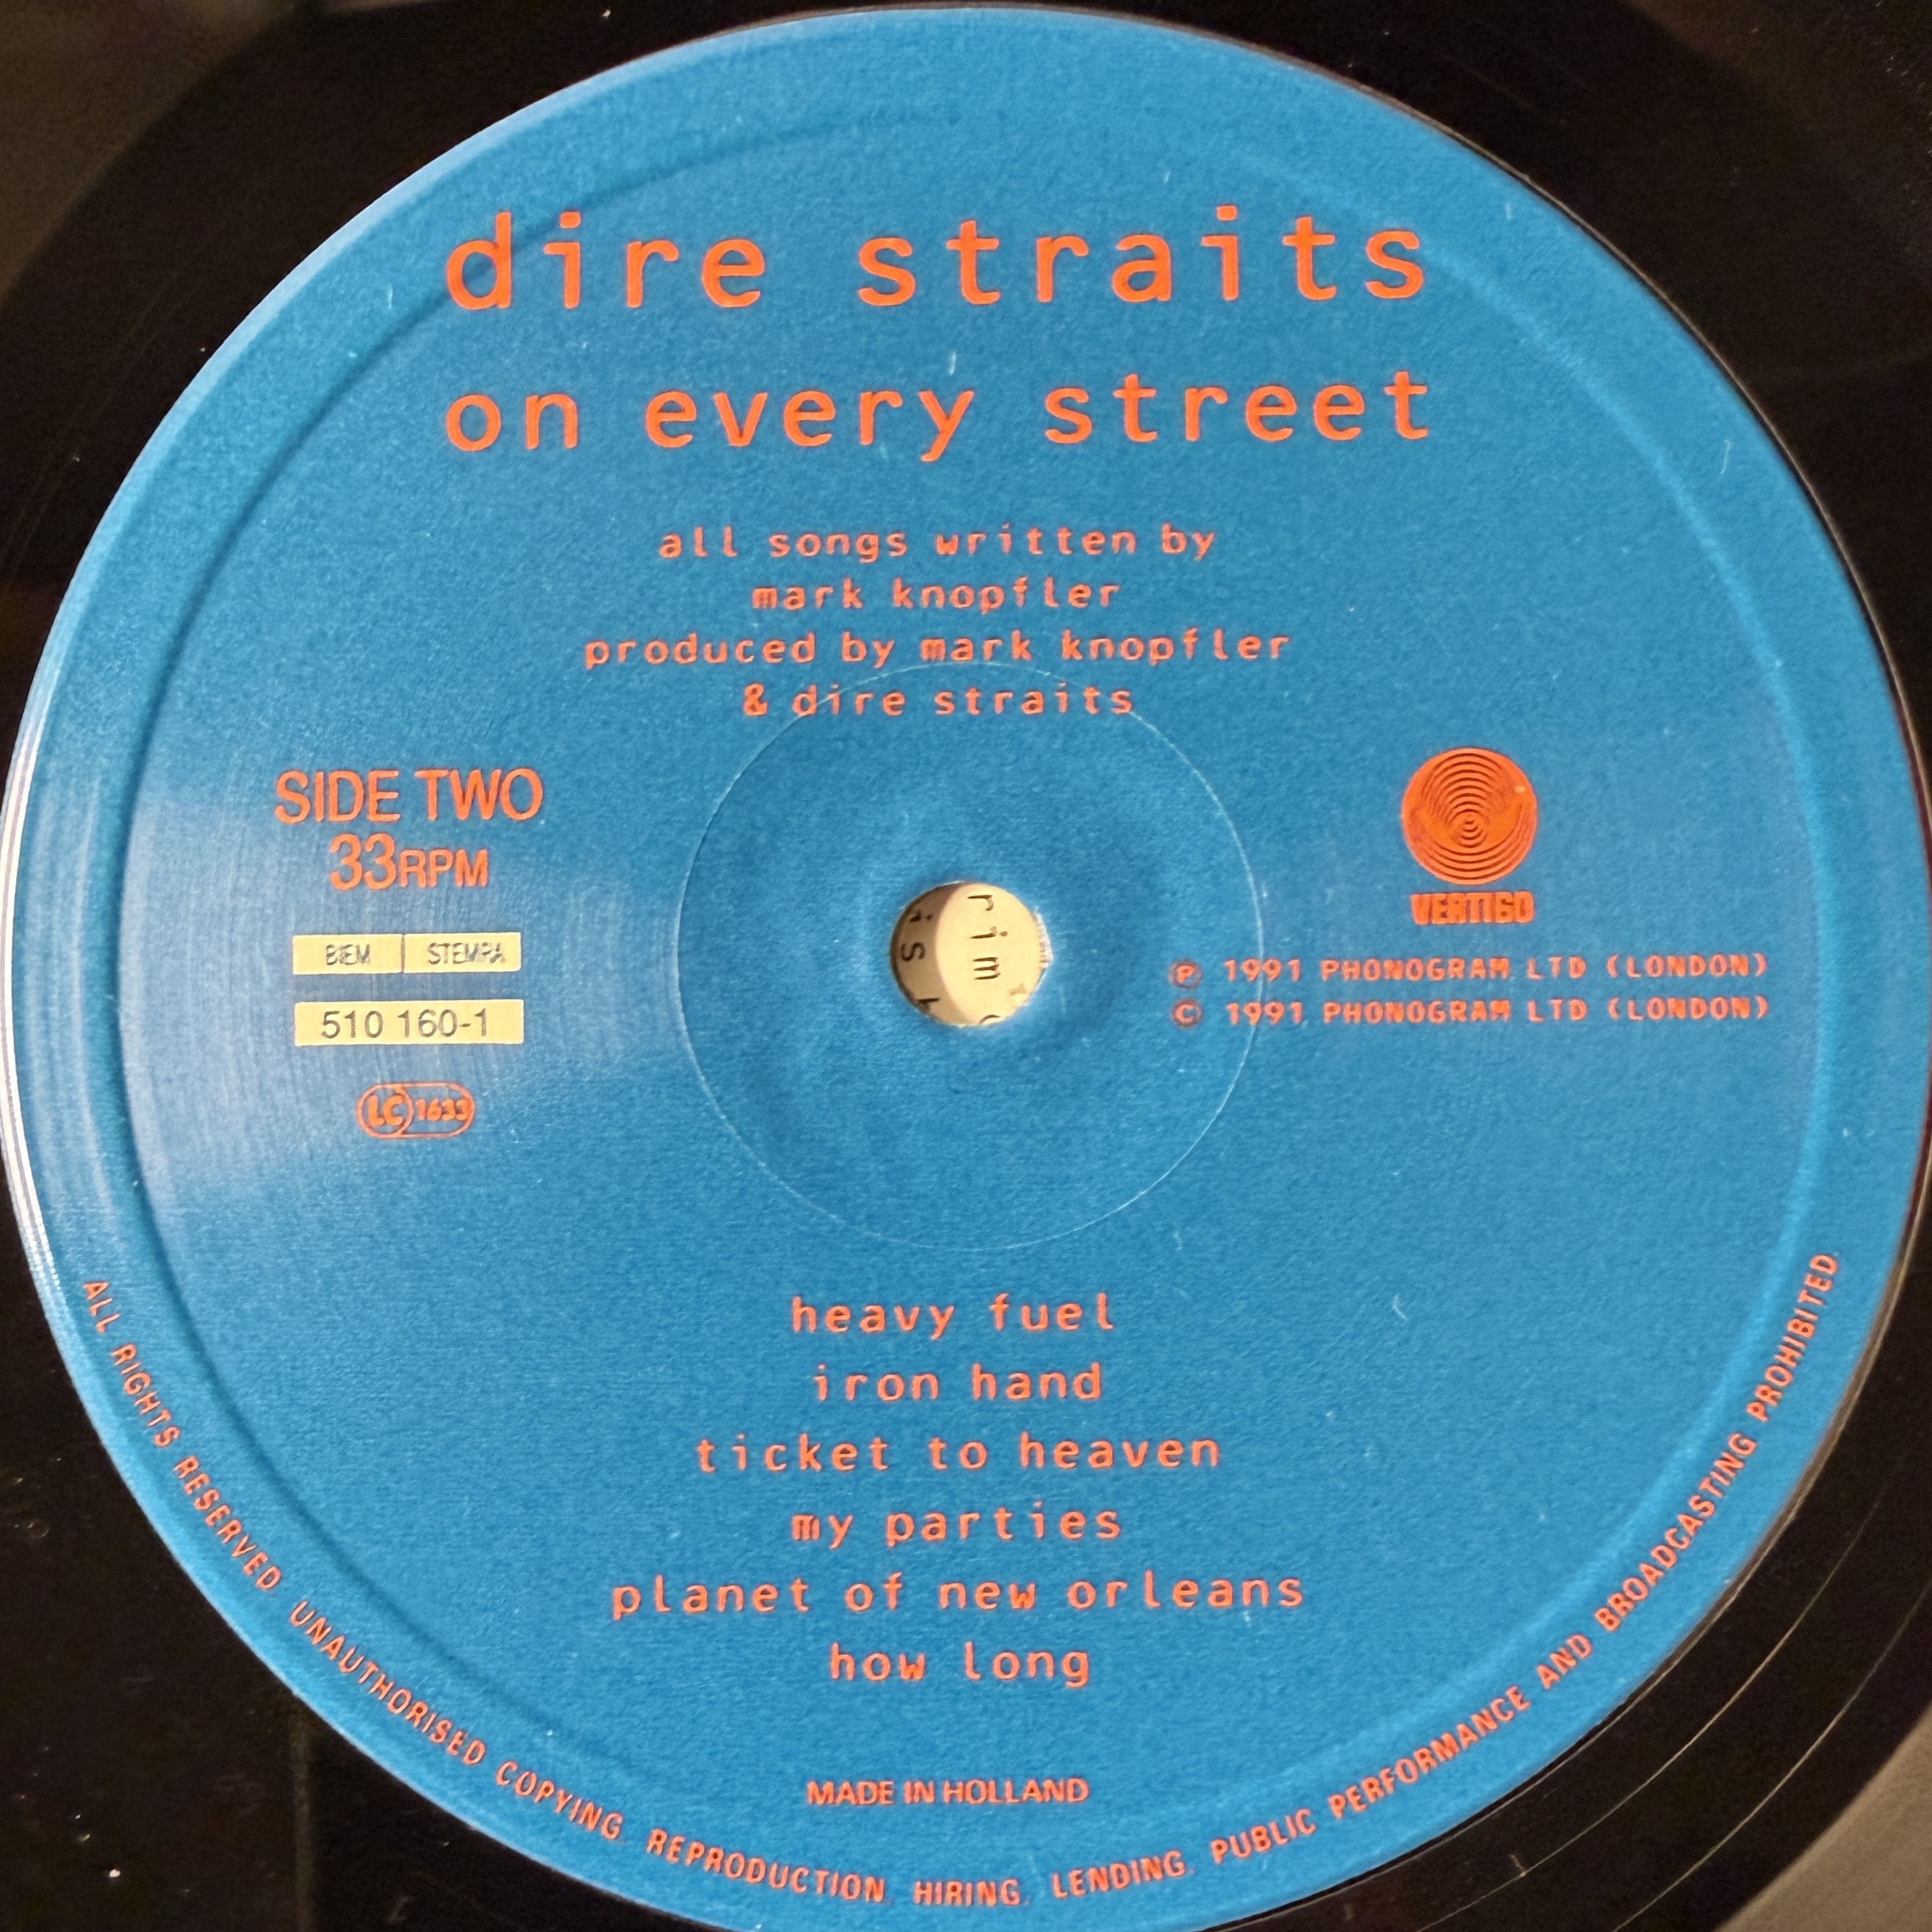 dire straits
on every street
all songs written by
mark knopfler
produced by mark knopfler
& dire straits
SIDE TWO
33RPM
BIEM STEMRA
510 160-1
LC 1633
VERTIGO
℗ 1991 PHONOGRAM LTD (LONDON)
© 1991 PHONOGRAM LTD (LONDON)
rim
heavy fuel
iron hand
ticket to heaven
my parties
planet of new orleans
how long
MADE IN HOLLAND
ALL RIGHTS RESERVED. UNAUTHORISED COPYING. REPRODUCTION. HIRING. LENDING. PUBLIC PERFORMANCE AND BROADCASTING PROHIBITED.